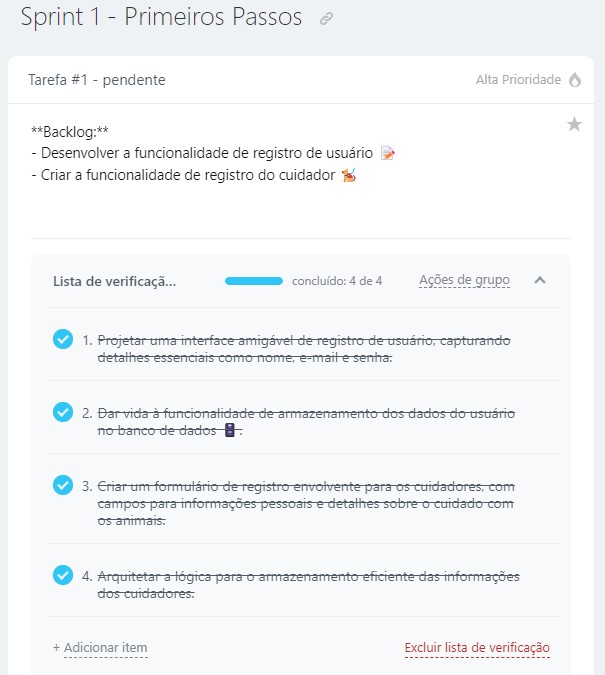 Sprint 1 - Primeiros Passos
Tarefa #1 - pendente
Alta Prioridade
**Backlog:**
- Desenvolver a funcionalidade de registro de usuário 📝
- Criar a funcionalidade de registro do cuidador 🐕‍🦺
Lista de verificaçã...
concluído: 4 de 4
Ações de grupo
1. Projetar uma interface amigável de registro de usuário, capturando
detalhes essenciais como nome, e-mail e senha.
2. Dar vida à funcionalidade de armazenamento dos dados do usuário
no banco de dados .
3. Criar um formulário de registro envolvente para os cuidadores, com
campos para informações pessoais e detalhes sobre o cuidado com
os animais.
4. Arquitetar a lógica para o armazenamento eficiente das informações
dos cuidadores.
+ Adicionar item
Excluir lista de verificação